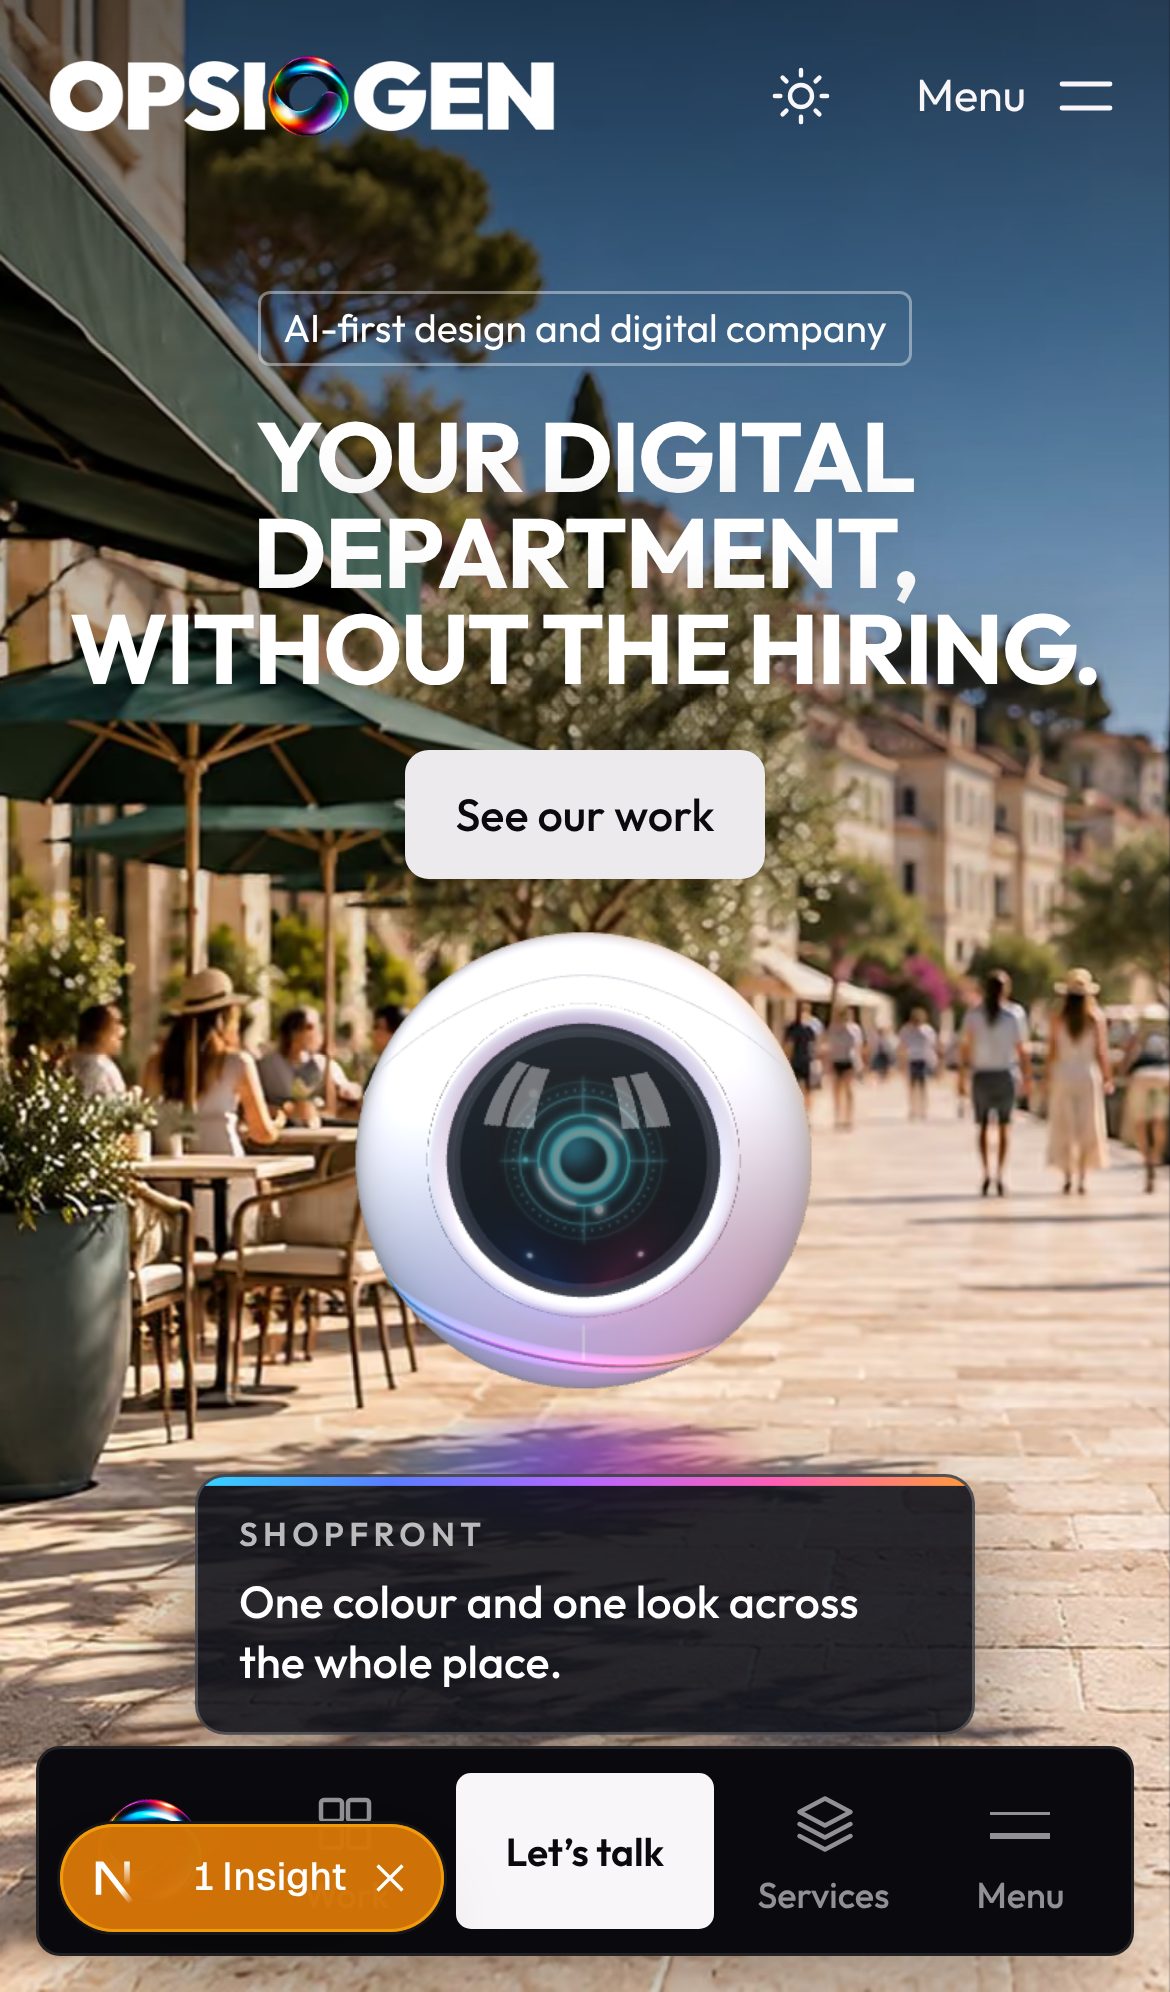 OPSIOGEN
Menu
AI-first design and digital company
YOUR DIGITAL
DEPARTMENT,
WITHOUT THE HIRING.
See our work
SHOPFRONT
One colour and one look across
the whole place.
N 1 Insight
Work
Let’s talk
Services
Menu